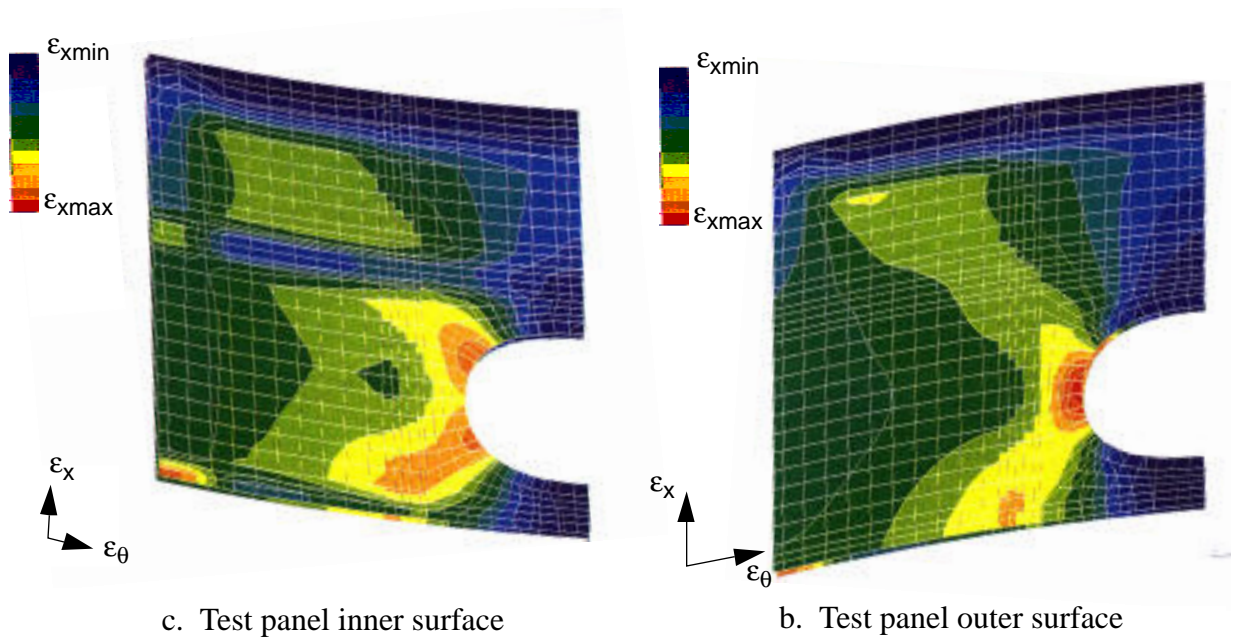 εxmin
εxmax
εx
εθ
c. Test panel inner surface
εxmin
εxmax
εx
εθ
b. Test panel outer surface